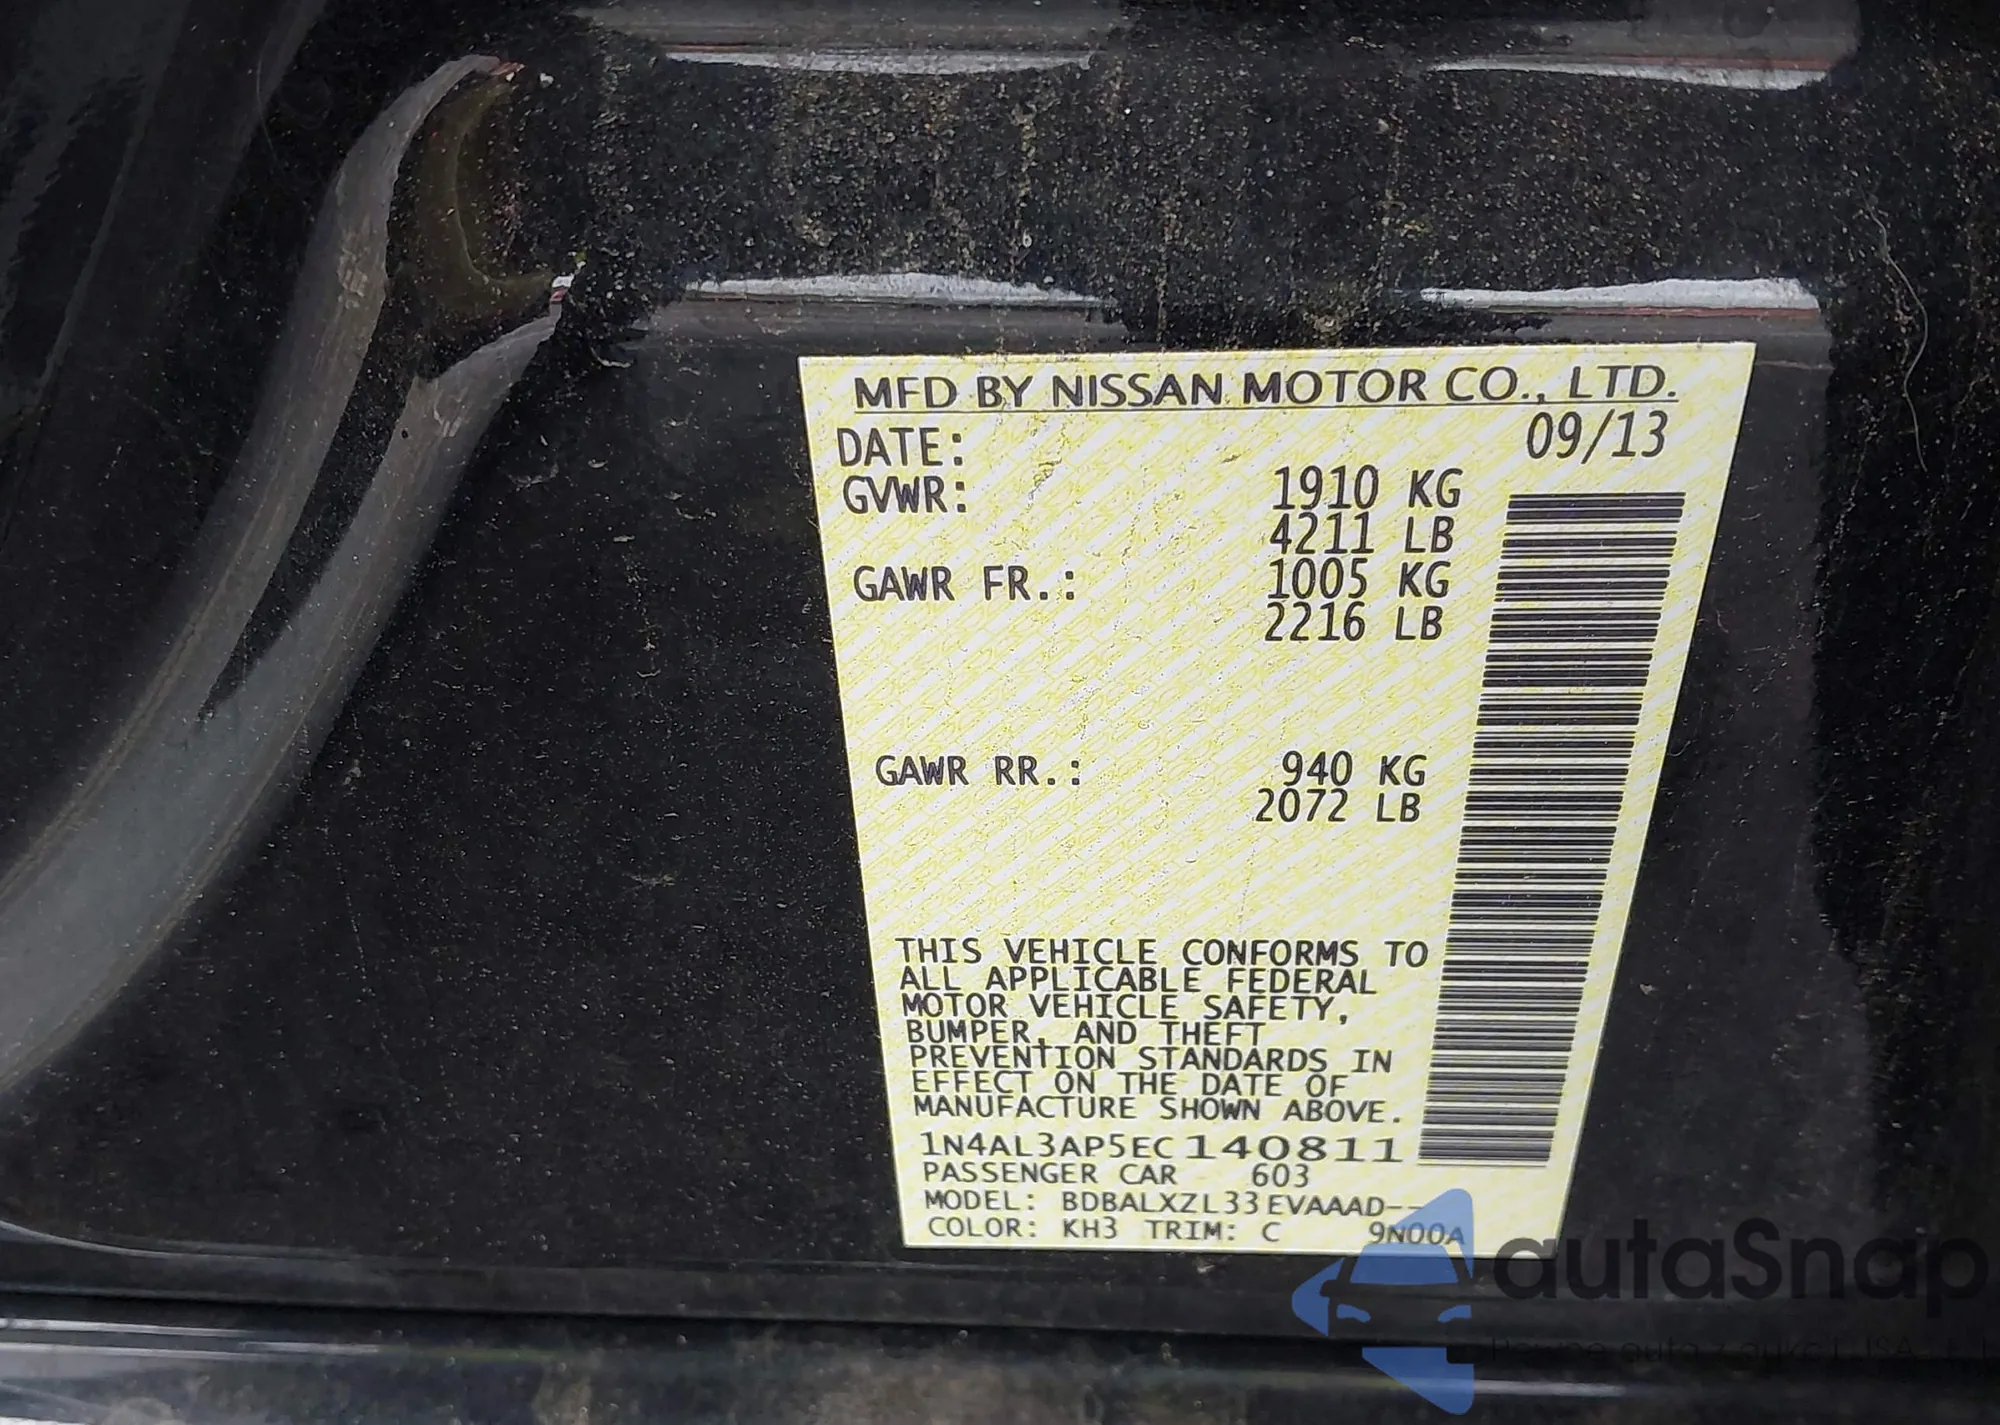 MFD BY NISSAN MOTOR CO., LTD.
DATE: 09/13
GVWR: 1910 KG
4211 LB
GAWR FR.: 1005 KG
2216 LB
GAWR RR.: 940 KG
2072 LB
THIS VEHICLE CONFORMS TO
ALL APPLICABLE FEDERAL
MOTOR VEHICLE SAFETY,
BUMPER, AND THEFT
PREVENTION STANDARDS IN
EFFECT ON THE DATE OF
MANUFACTURE SHOWN ABOVE.
1N4AL3AP5EC140811
PASSENGER CAR 603
MODEL: BDBALXZL33EVAAAD--
COLOR: KH3 TRIM: C 9N00A
autaSnap